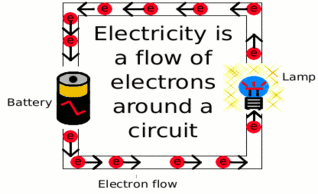 e e e e
e
e
Electricity is
a flow of
electrons
around a
circuit
e
Lamp
Battery
e
e
e e e e
Electron flow